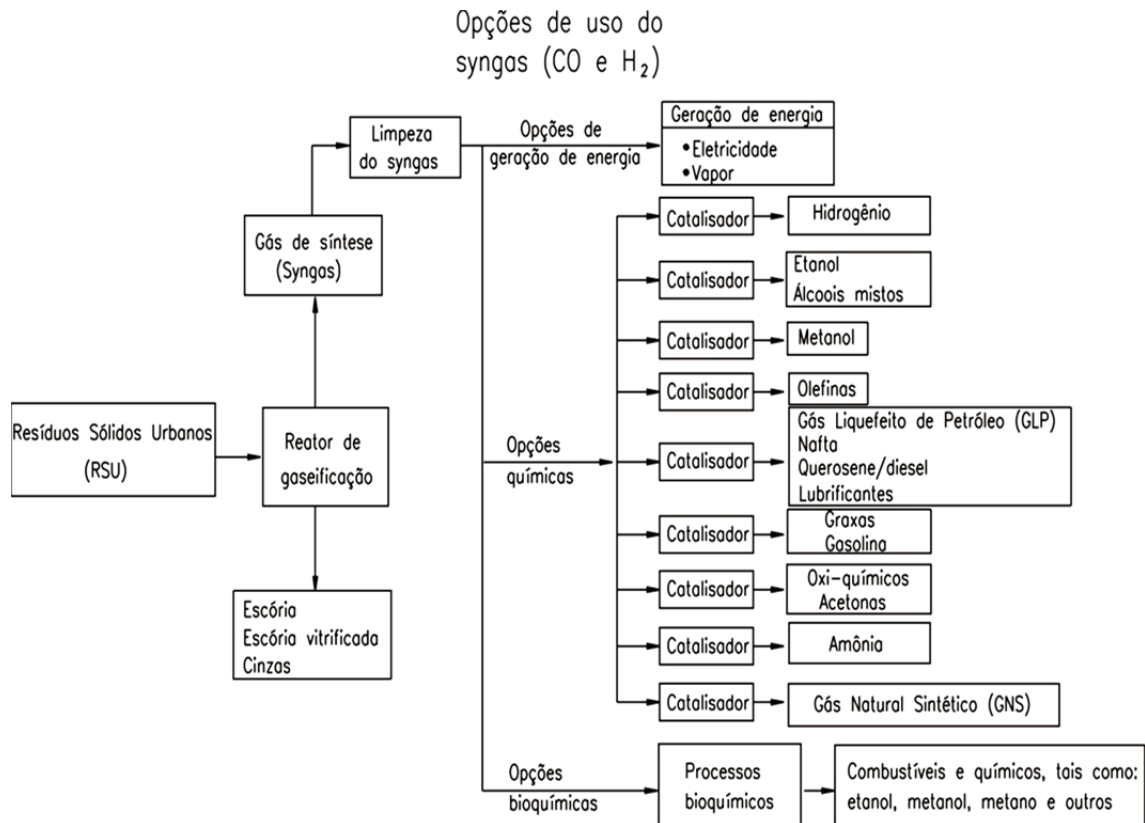 Opções de uso do
syngas (CO e H₂)
Limpeza
do syngas
Opções de
geração de energia
Geração de energia
•Eletricidade
•Vapor
Gás de síntese
(Syngas)
Resíduos Sólidos Urbanos
(RSU)
Reator de
gaseificação
Escória
Escória vitrificada
Cinzas
Opções
químicas
Catalisador
Hidrogênio
Catalisador
Etanol
Álcoois mistos
Catalisador
Metanol
Catalisador
Olefinas
Catalisador
Gás Liquefeito de Petróleo (GLP)
Nafta
Querosene/diesel
Lubrificantes
Catalisador
Graxas
Gasolina
Catalisador
Oxi-químicos
Acetonas
Catalisador
Amônia
Catalisador
Gás Natural Sintético (GNS)
Opções
bioquímicas
Processos
bioquímicos
Combustíveis e químicos, tais como:
etanol, metanol, metano e outros